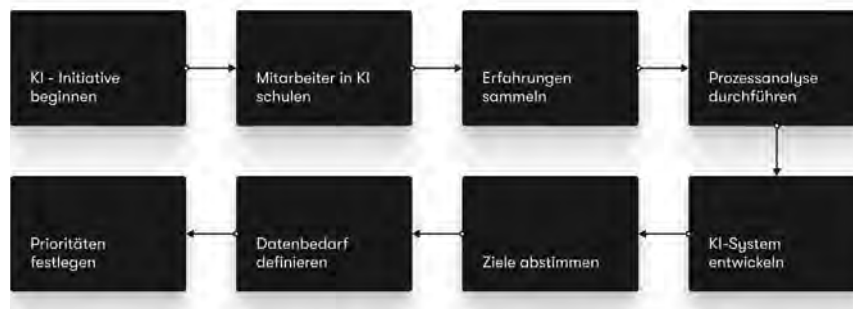 KI - Initiative
beginnen
Mitarbeiter in KI
schulen
Erfahrungen
sammeln
Prozessanalyse
durchführen
KI-System
entwickeln
Ziele abstimmen
Datenbedarf
definieren
Prioritäten
festlegen